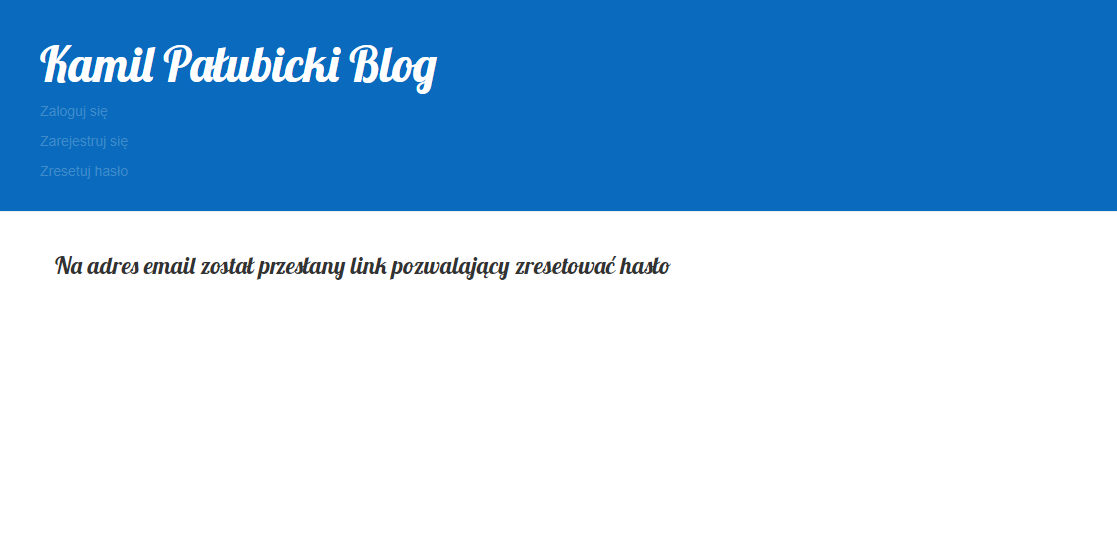 Kamil Pałubicki Blog
Zaloguj się
Zarejestruj się
Zresetuj hasło
Na adres email został przesłany link pozwalający zresetować hasło